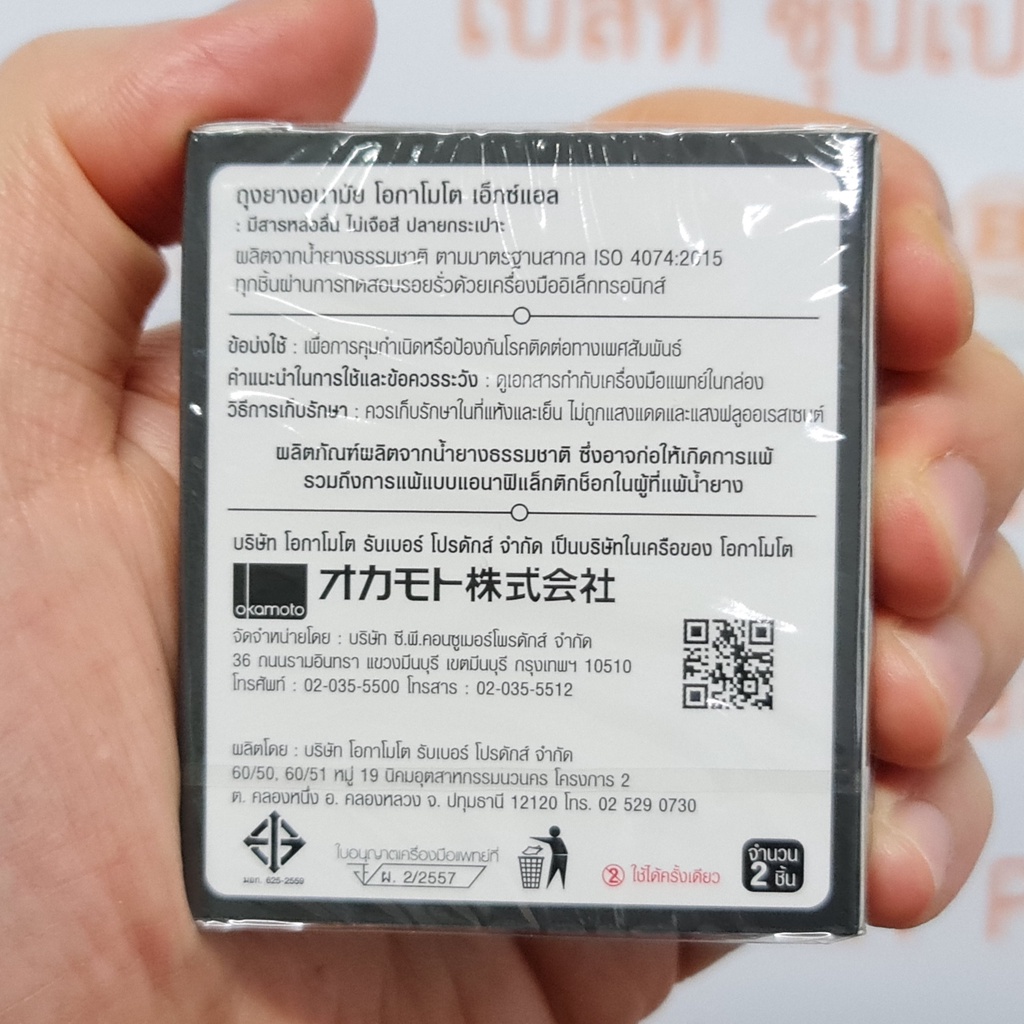 ถุงยางอนามัย โอกาโมโต เอ็กซ์แอล
: มีสารหล่อลื่น ไม่เจือสี ปลายกระเปาะ
ผลิตจากน้ำยางธรรมชาติ ตามมาตรฐานสากล ISO 4074:2015
ทุกชิ้นผ่านการทดสอบรอยรั่วด้วยเครื่องมืออิเล็กทรอนิกส์
ข้อบ่งใช้ : เพื่อการคุมกำเนิดหรือป้องกันโรคติดต่อทางเพศสัมพันธ์
คำแนะนำในการใช้และข้อควรระวัง : ดูเอกสารกำกับเครื่องมือแพทย์ในกล่อง
วิธีการเก็บรักษา : ควรเก็บรักษาในที่แห้งและเย็น ไม่ถูกแสงแดดและแสงฟลูออเรสเซนต์
ผลิตภัณฑ์ผลิตจากน้ำยางธรรมชาติ ซึ่งอาจก่อให้เกิดการแพ้
รวมถึงการแพ้แบบแอนาฟิแล็กติกช็อกในผู้ที่แพ้น้ำยาง
บริษัท โอกาโมโต รับเบอร์ โปรดักส์ จำกัด เป็นบริษัทในเครือของ โอกาโมโต
okamoto オカモト株式会社
จัดจำหน่ายโดย : บริษัท ซี.พี.คอนซูเมอร์โพรดักส์ จำกัด
36 ถนนรามอินทรา แขวงมีนบุรี เขตมีนบุรี กรุงเทพฯ 10510
โทรศัพท์ : 02-035-5500 โทรสาร : 02-035-5512
ผลิตโดย : บริษัท โอกาโมโต รับเบอร์ โปรดักส์ จำกัด
60/50, 60/51 หมู่ 19 นิคมอุตสาหกรรมนวนคร โครงการ 2
ต. คลองหนึ่ง อ. คลองหลวง จ. ปทุมธานี 12120 โทร. 02 529 0730
มอก. 625-2559
ใบอนุญาตเครื่องมือแพทย์ที่
ผ. 2/2557
2 ใช้ได้ครั้งเดียว
จำนวน
2 ชิ้น